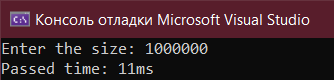 Консоль отладки Microsoft Visual Studio
Enter the size: 1000000
Passed time: 11ms